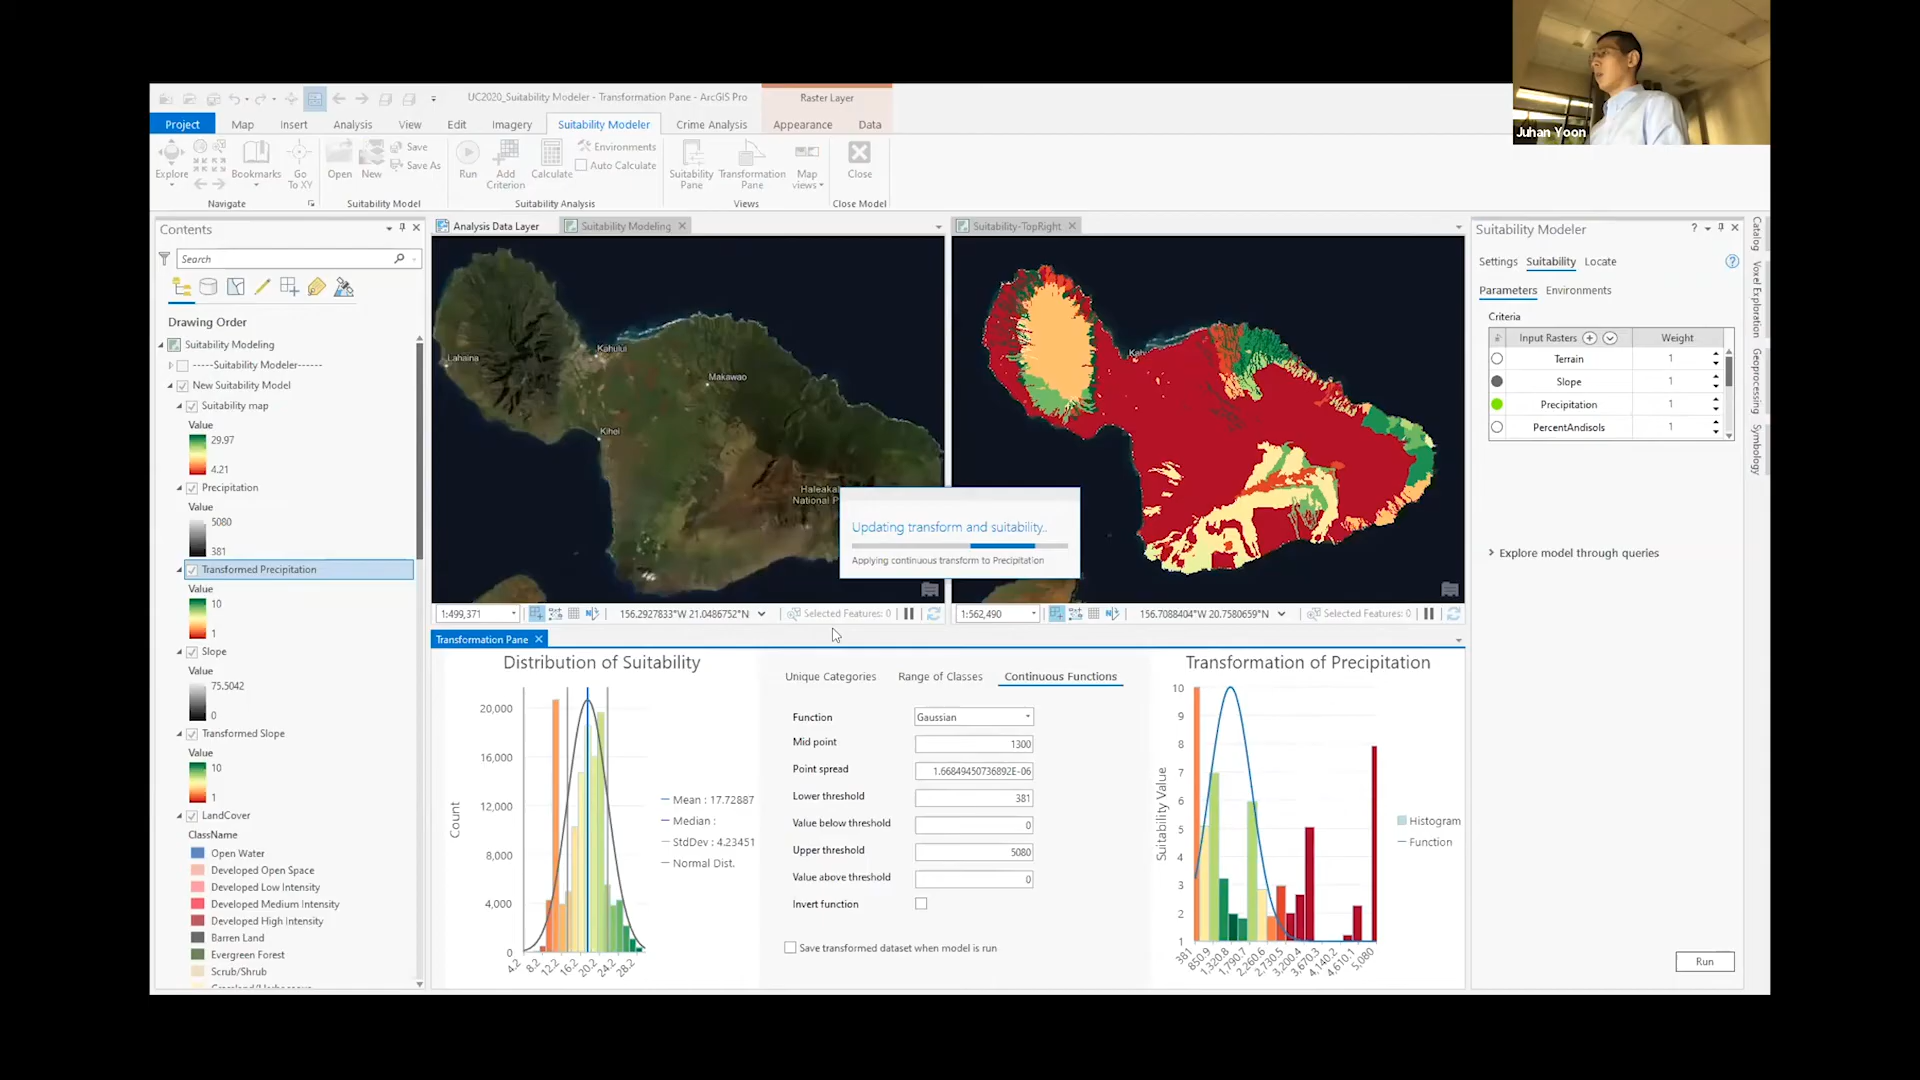 Juhan Yoon
UC2020_Suitability Modeler - Transformation Pane - ArcGIS Pro
Raster Layer
Project Map Insert Analysis View Edit Imagery Suitability Modeler Crime Analysis Appearance Data
Explore
Bookmarks
Go To XY
Navigate
Open New Save
Save As
Suitability Model
Run
Add Criterion
Calculate
Environments
Auto Calculate
Suitability Analysis
Suitability Pane
Transformation Pane
Map views
Views
Close
Close Model
Contents
Search
Drawing Order
Suitability Modeling
-----Suitability Modeler------
New Suitability Model
Suitability map
Value
29.97
4.21
Precipitation
Value
5080
381
Transformed Precipitation
Value
10
1
Slope
Value
75.5042
0
Transformed Slope
Value
10
1
LandCover
ClassName
Open Water
Developed Open Space
Developed Low Intensity
Developed Medium Intensity
Developed High Intensity
Barren Land
Evergreen Forest
Scrub/Shrub
Analysis Data Layer Suitability Modeling
Lahaina
Kahului
Makawao
Kihei
Haleaka
National P
1:499,371 156.2927833°W 21.0486752°N Selected Features: 0
Suitability-TopRight
Kah
1:562,490 156.7088404°W 20.7580659°N Selected Features: 0
Updating transform and suitability..
Applying continuous transform to Precipitation
Transformation Pane
Distribution of Suitability
Count
20,000
16,000
12,000
8,000
4,000
0
4.2 8.2 12.2 16.2 20.2 24.2 28.2
Mean : 17.72887
Median :
StdDev : 4.23451
Normal Dist.
Unique Categories Range of Classes Continuous Functions
Function Gaussian
Mid point 1300
Point spread 1.66849450736892E-06
Lower threshold 381
Value below threshold 0
Upper threshold 5080
Value above threshold 0
Invert function
Save transformed dataset when model is run
Transformation of Precipitation
Suitability Value
10
9
8
7
6
5
4
3
2
1
381 850.9 1,320.8 1,790.7 2,260.6 2,730.5 3,200.4 3,670.3 4,140.2 4,610.1 5,080
Histogram
Function
Suitability Modeler
Settings Suitability Locate
Parameters Environments
Criteria
Input Rasters Weight
Terrain 1
Slope 1
Precipitation 1
PercentAndisols 1
Explore model through queries
Run
Catalog
Voxel Exploration
Geoprocessing
Symbology